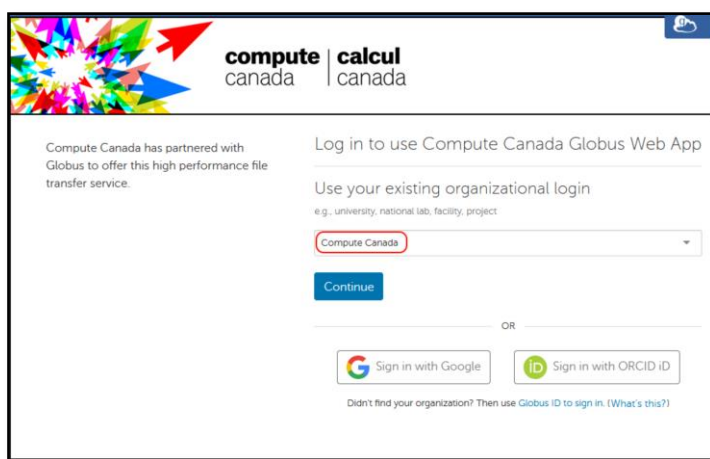 compute | calcul
canada | canada
Compute Canada has partnered with
Globus to offer this high performance file
transfer service.
Log in to use Compute Canada Globus Web App
Use your existing organizational login
e.g., university, national lab, facility, project
Compute Canada
Continue
OR
Sign in with Google
iD Sign in with ORCID iD
Didn't find your organization? Then use Globus ID to sign in. (What's this?)